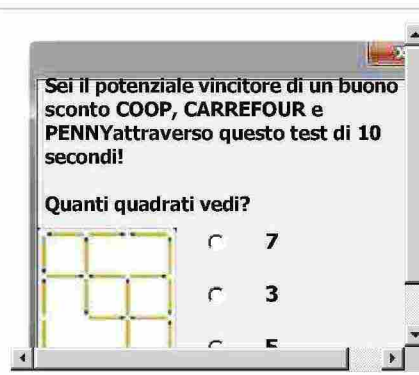 Sei il potenziale vincitore di un buono
sconto COOP, CARREFOUR e
PENNYattraverso questo test di 10
secondi!
Quanti quadrati vedi?
7
3